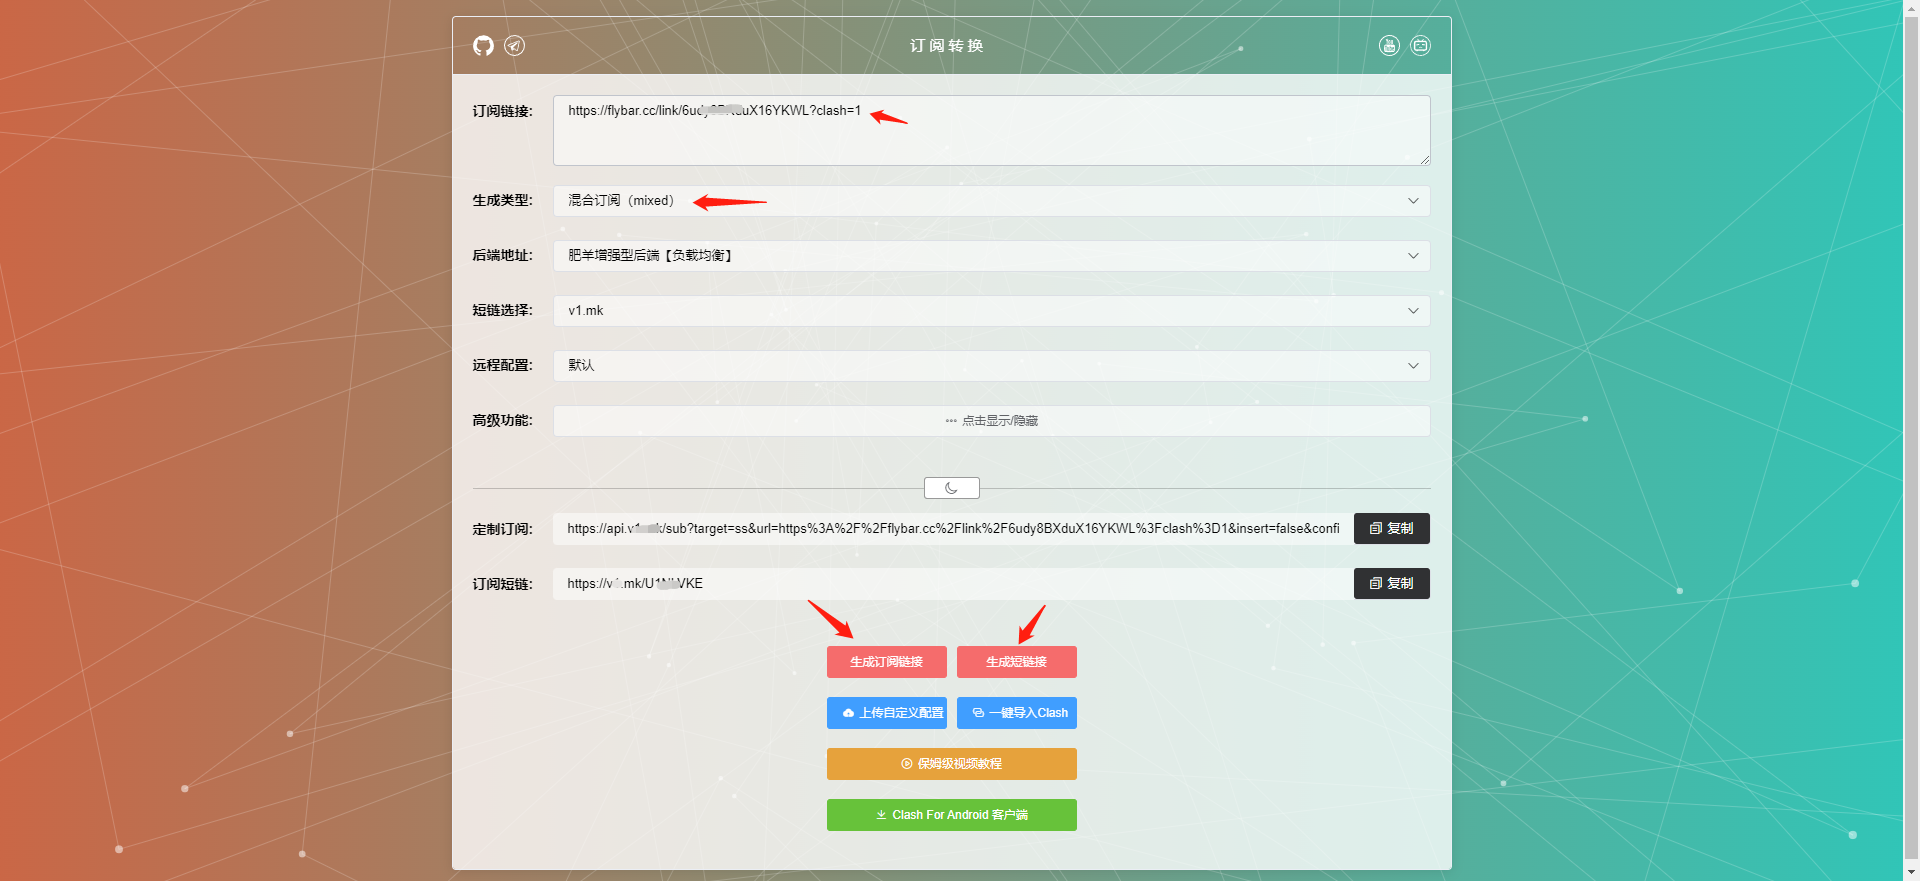 订阅转换
订阅链接:
https://flybar.cc/link/6udy X16YKWL?clash=1
生成类型:
混合订阅（mixed）
后端地址:
肥羊增强型后端【负载均衡】
短链选择:
v1.mk
远程配置:
默认
高级功能:
点击显示/隐藏
定制订阅:
https://api.v1 /sub?target=ss&url=https%3A%2F%2Fflybar.cc%2Flink%2F6udy8BXduX16YKWL%3Fclash%3D1&insert=false&confi
复制
订阅短链:
https://v .mk/U1 VKE
复制
生成订阅链接
生成短链接
上传自定义配置
一键导入Clash
保姆级视频教程
Clash For Android 客户端